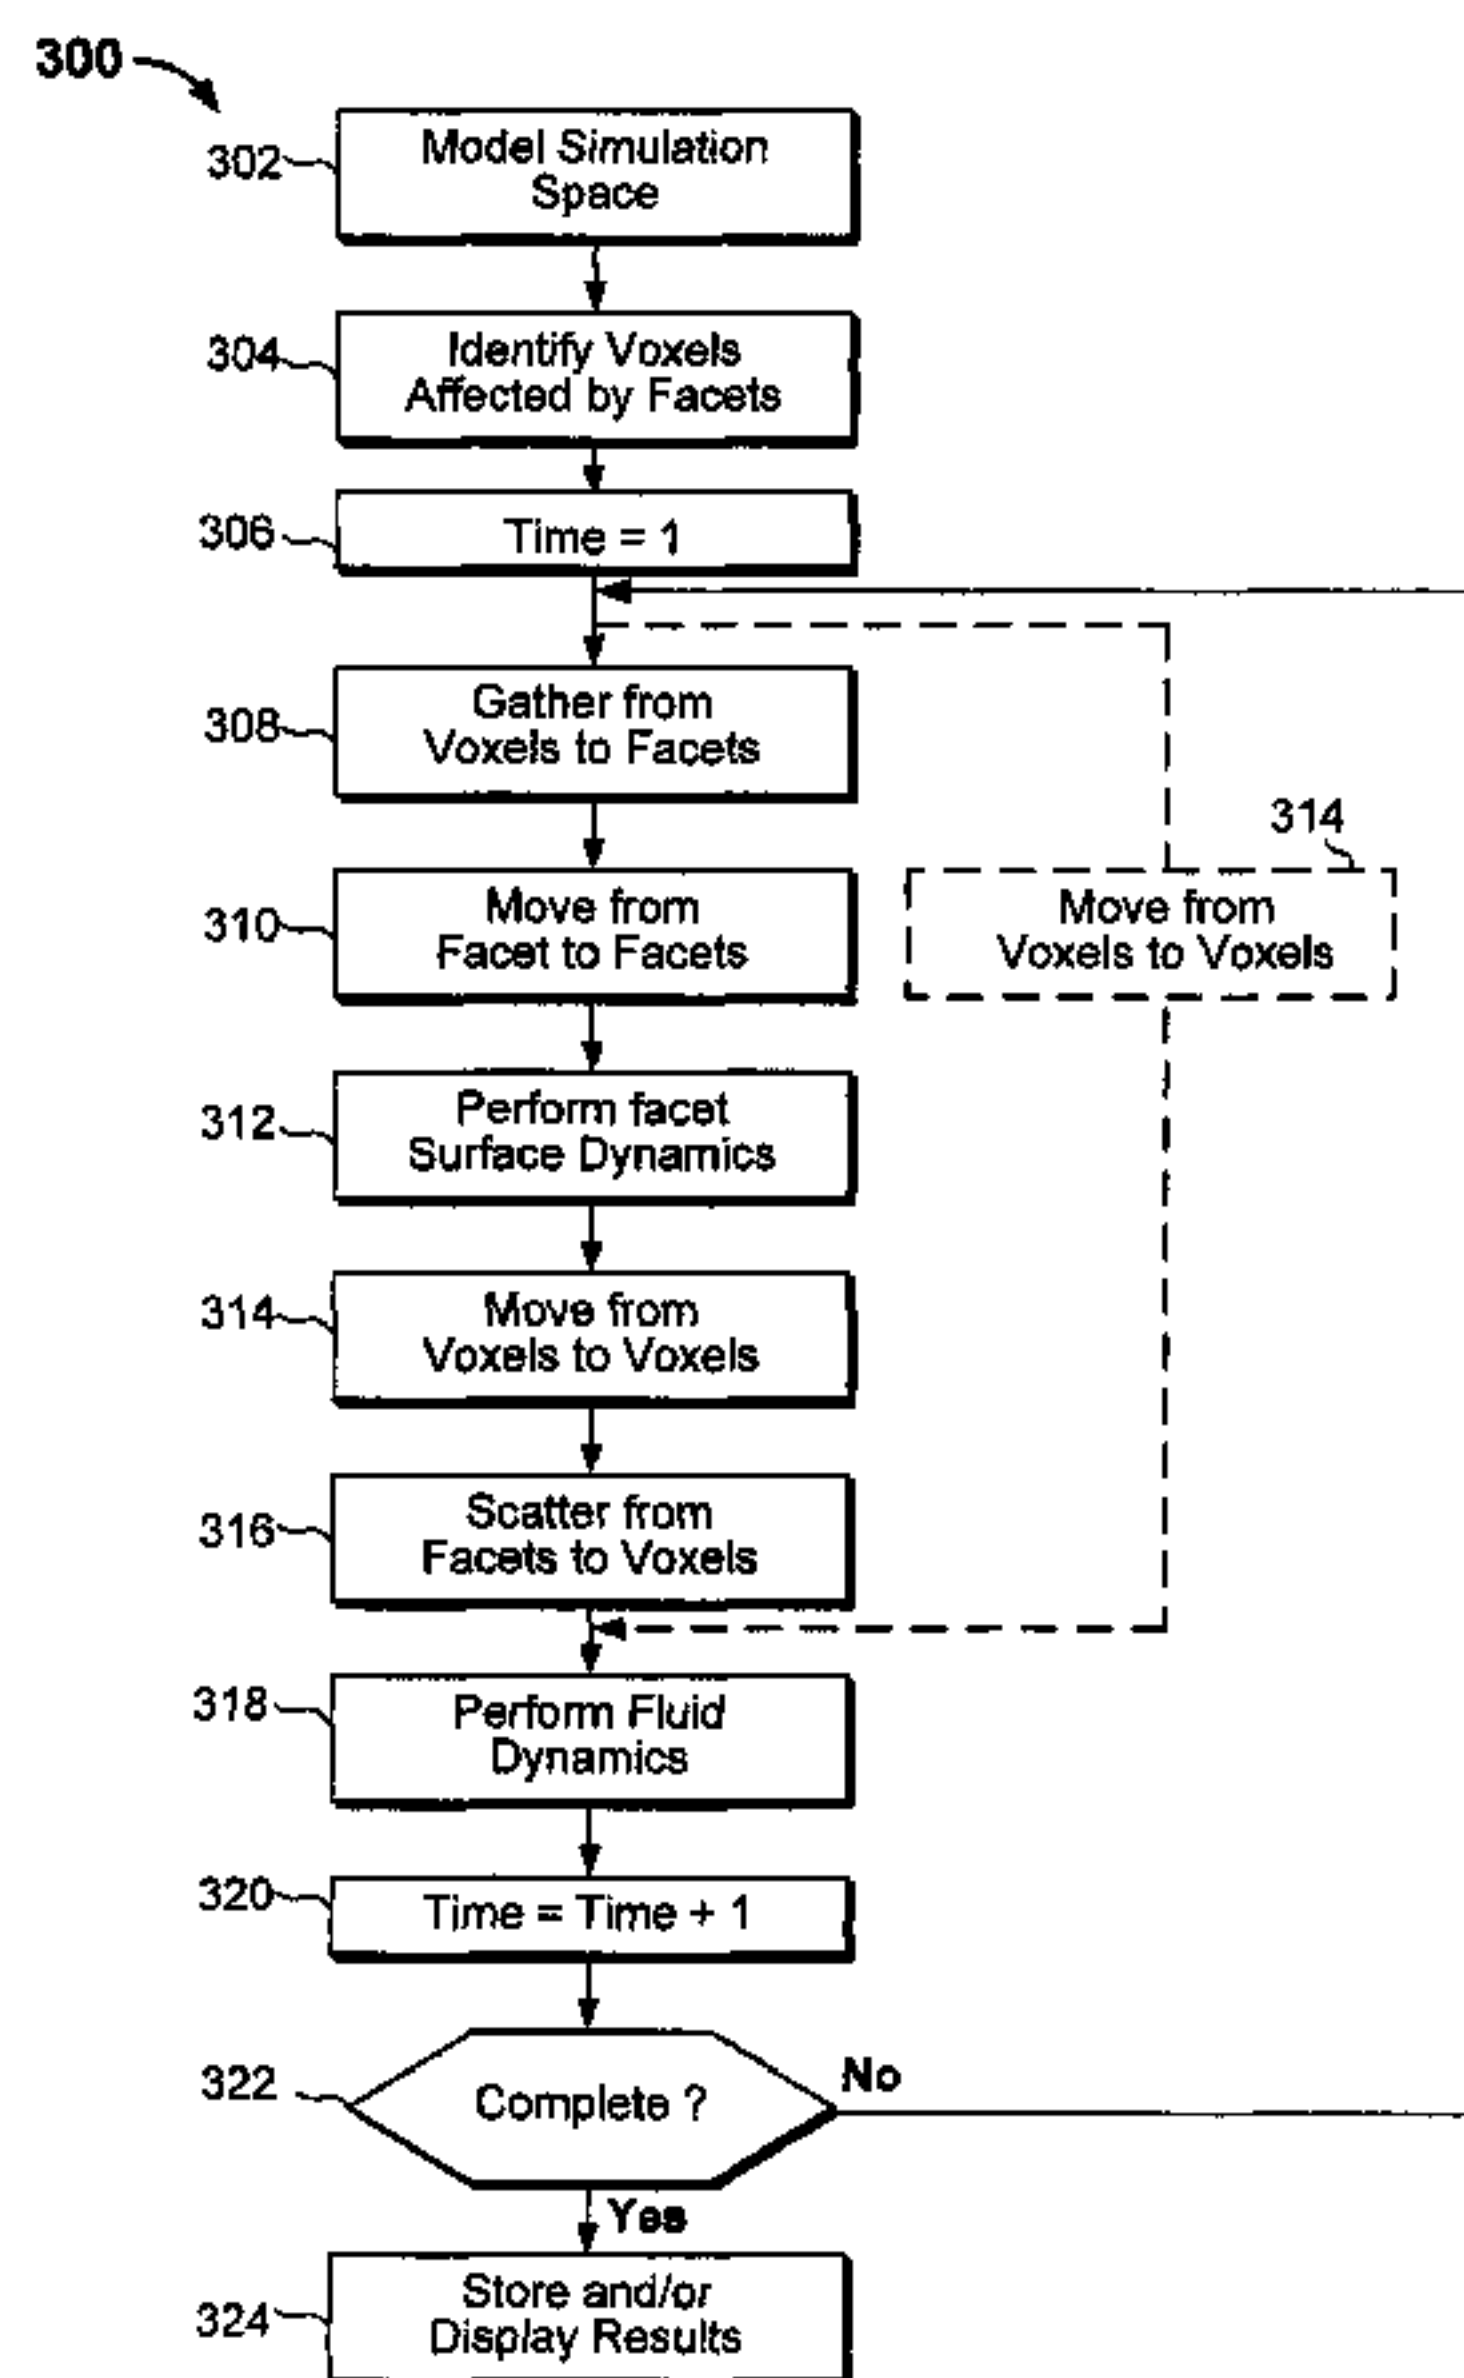 300
302
Model Simulation
Space
304
Identify Voxels
Affected by Facets
306
Time = 1
308
Gather from
Voxels to Facets
310
Move from
Facet to Facets
314
Move from
Voxels to Voxels
312
Perform facet
Surface Dynamics
314
Move from
Voxels to Voxels
316
Scatter from
Facets to Voxels
318
Perform Fluid
Dynamics
320
Time = Time + 1
322
Complete ?
No
Yes
324
Store and/or
Display Results